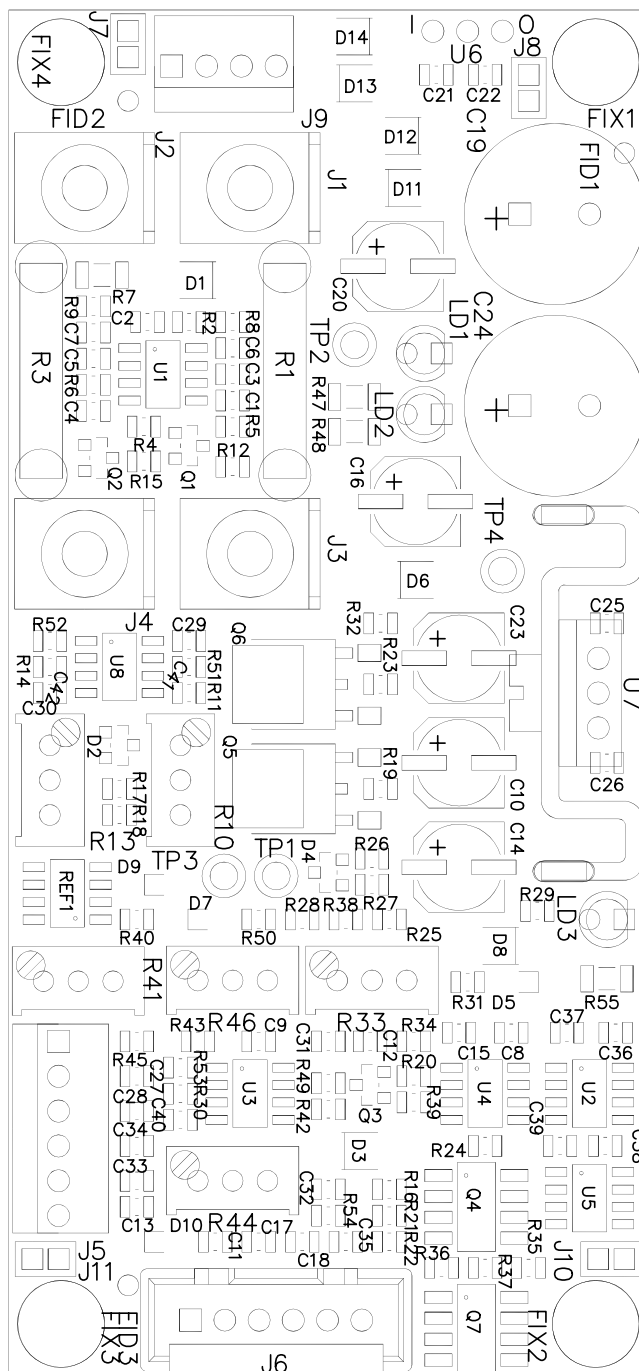 J7
D14
I
O
U6
J8
FIX4
D13
C21
C22
FID2
J9
C19
FIX1
D12
J2
J1
D11
FID1
+
+
C20
D1
R7
R9
C2
R2
R8
TP2
LD1
C24
C7
C6
C5
U1
C3
R3
R6
R1
R47
LD2
+
C4
C1
R4
R5
R48
R12
C16
Q2
R15
Q1
+
TP4
J3
D6
R52
J4
C29
Q6
R32
C23
C25
R14
U8
R51
R23
+
C42
C47
R11
U7
C30
D2
Q5
R19
+
C26
R17
R18
R10
C10
R13
TP3
TP1
D4
R26
+
C14
D9
REF1
D7
R28
R38
R27
R29
LD3
R40
R50
R25
D8
R41
R46
R33
R31
D5
R55
R43
C9
C31
C12
R34
C37
R45
R53
R20
C15
C8
C36
C27
U3
R49
U4
U2
C28
C40
R30
R42
Q3
R39
C34
D3
R24
C39
C38
C33
C32
R16
Q4
U5
R54
R21
C13
D10
R44
C11
C17
C18
C35
R22
R36
R35
J5
J11
J10
R37
FID3
FIX3
Q7
FIX2
J6